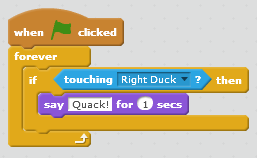 when clicked
forever
if touching Right Duck ? then
say Quack! for 1 secs